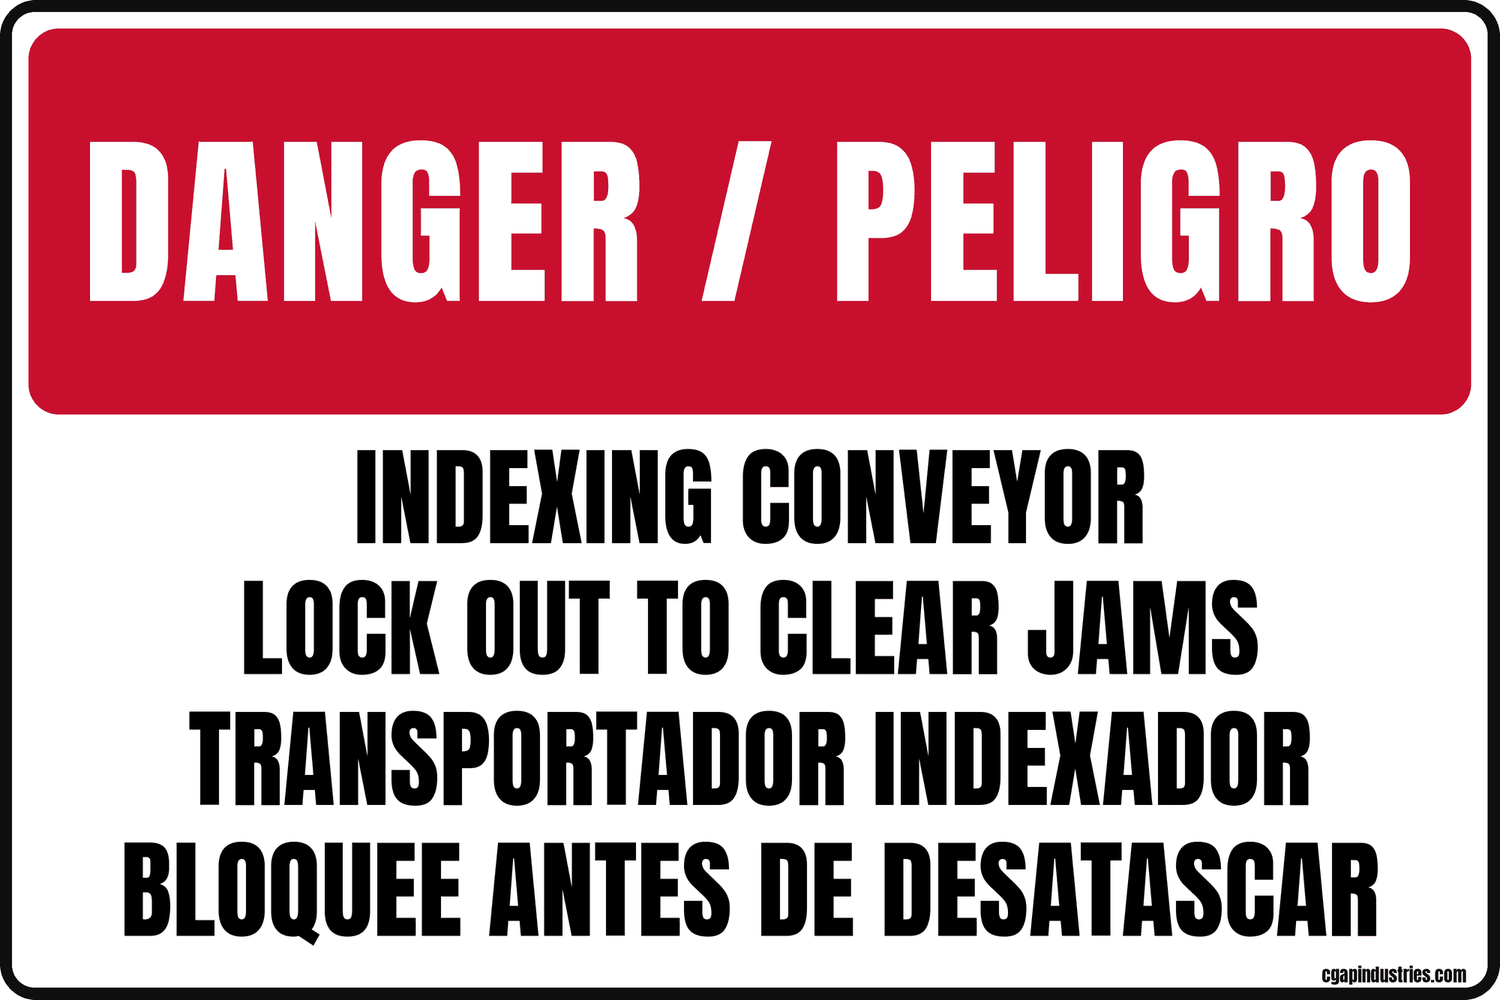 DANGER / PELIGRO
INDEXING CONVEYOR
LOCK OUT TO CLEAR JAMS
TRANSPORTADOR INDEXADOR
BLOQUEE ANTES DE DESATASCAR
cgapindustries.com